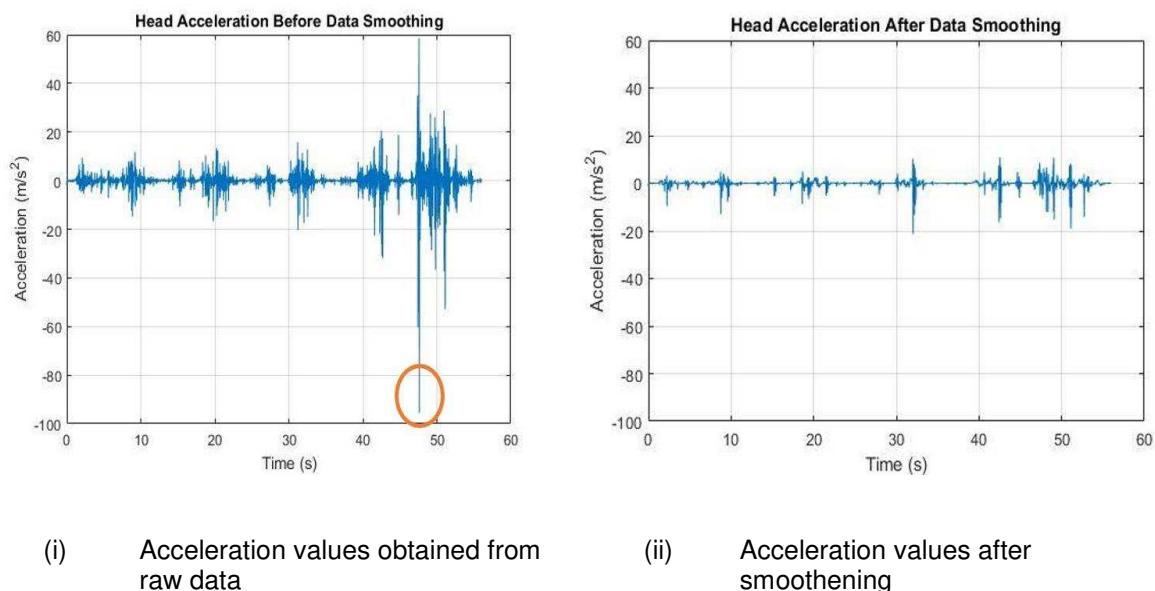 Head Acceleration Before Data Smoothing
60
40
20
0
-20
-40
-60
-80
-100
Acceleration (m/s²)
0 10 20 30 40 50 60
Time (s)
Head Acceleration After Data Smoothing
60
40
20
0
-20
-40
-60
-80
-100
Acceleration (m/s²)
0 10 20 30 40 50 60
Time (s)
(i) Acceleration values obtained from
raw data
(ii) Acceleration values after
smoothening